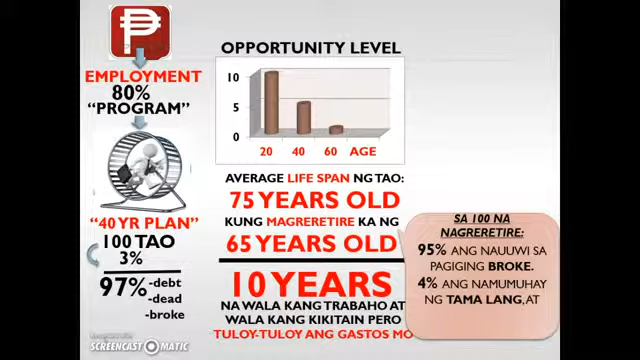 ₱
EMPLOYMENT
80%
“PROGRAM”
“40 YR PLAN”
100 TAO
3%
97%
-debt
-dead
-broke
OPPORTUNITY LEVEL
10
5
0
20 40 60 AGE
AVERAGE LIFE SPAN NG TAO:
75 YEARS OLD
KUNG MAGRERETIRE KA NG
65 YEARS OLD
10 YEARS
NA WALA KANG TRABAHO AT
WALA KANG KIKITAIN PERO
TULOY-TULOY ANG GASTOS MO
SA 100 NA
NAGRERETIRE:
95% ANG NAUUWI SA
PAGIGING BROKE.
4% ANG NAMUMUHAY
NG TAMA LANG, AT
SCREENCAST-O-MATIC